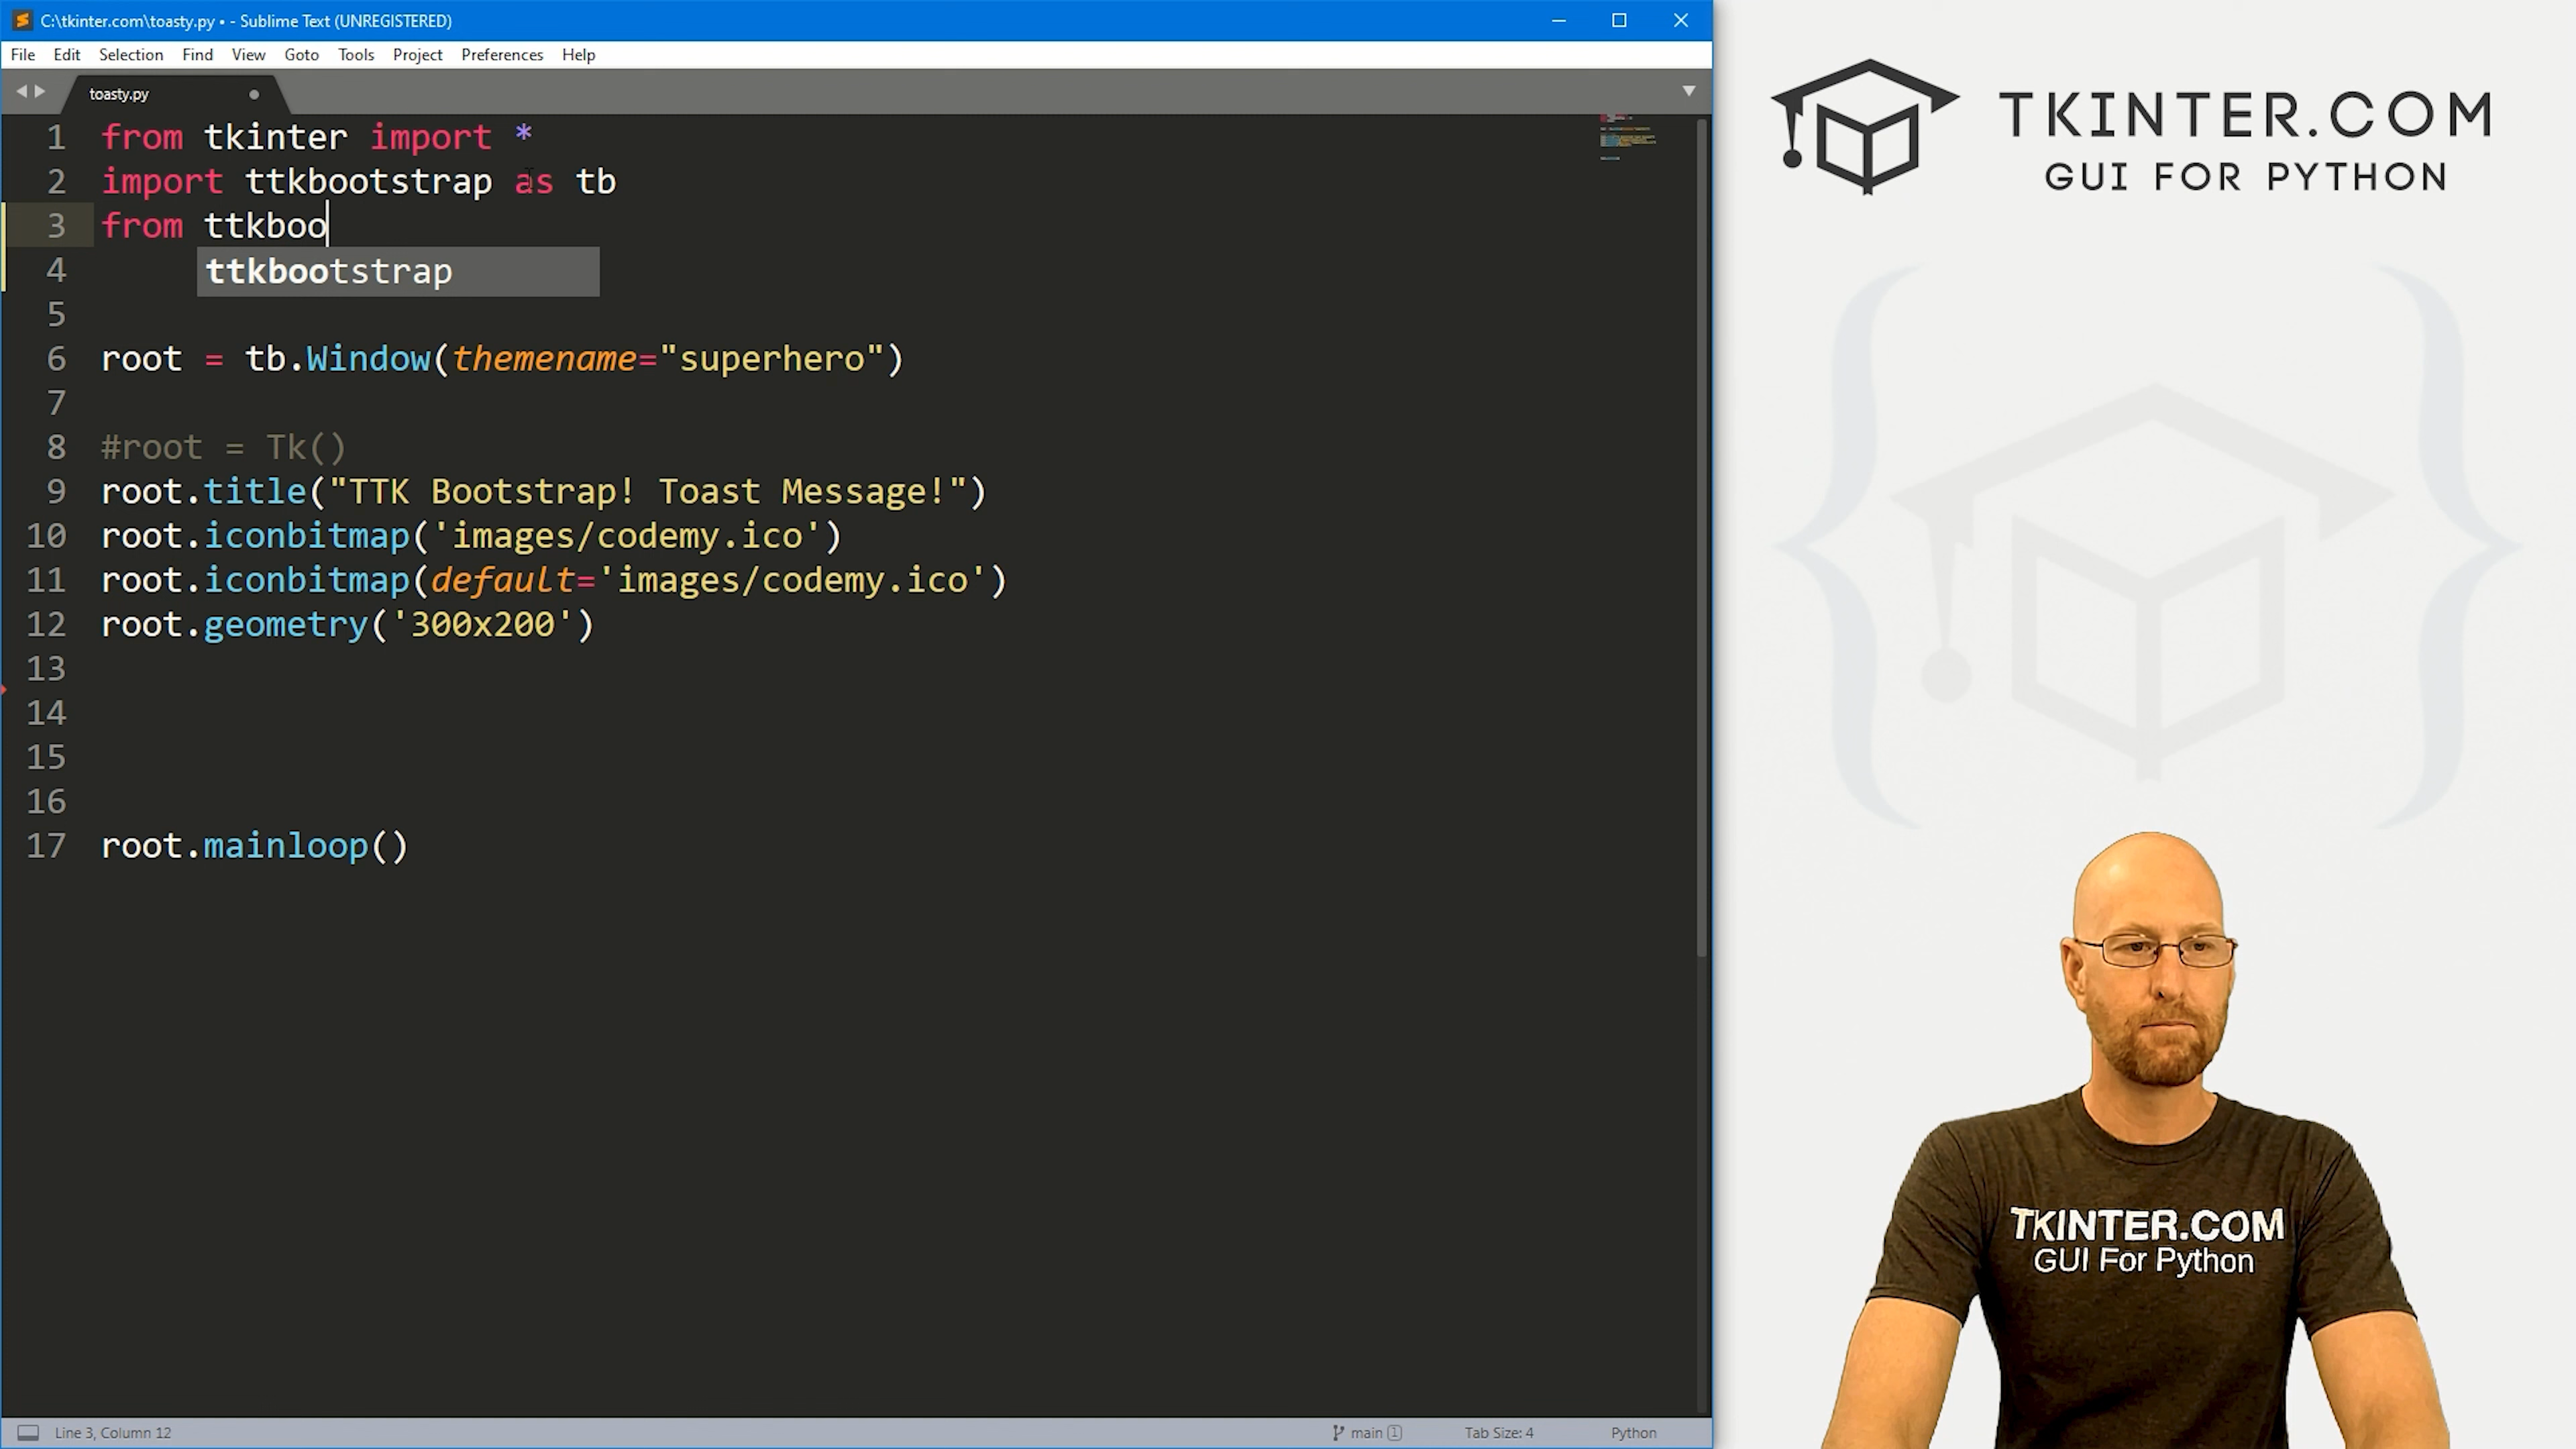 C:\tkinter.com\toasty.py • - Sublime Text (UNREGISTERED)
File Edit Selection Find View Goto Tools Project Preferences Help
toasty.py
1 from tkinter import *
2 import ttkbootstrap as tb
3 from ttkboo
4 ttkbootstrap
5
6 root = tb.Window(themename="superhero")
7
8 #root = Tk()
9 root.title("TTK Bootstrap! Toast Message!")
10 root.iconbitmap('images/codemy.ico')
11 root.iconbitmap(default='images/codemy.ico')
12 root.geometry('300x200')
13
14
15
16
17 root.mainloop()
Line 3, Column 12 main 1 Tab Size: 4 Python
TKINTER.COM
GUI FOR PYTHON
TKINTER.COM
GUI For Python